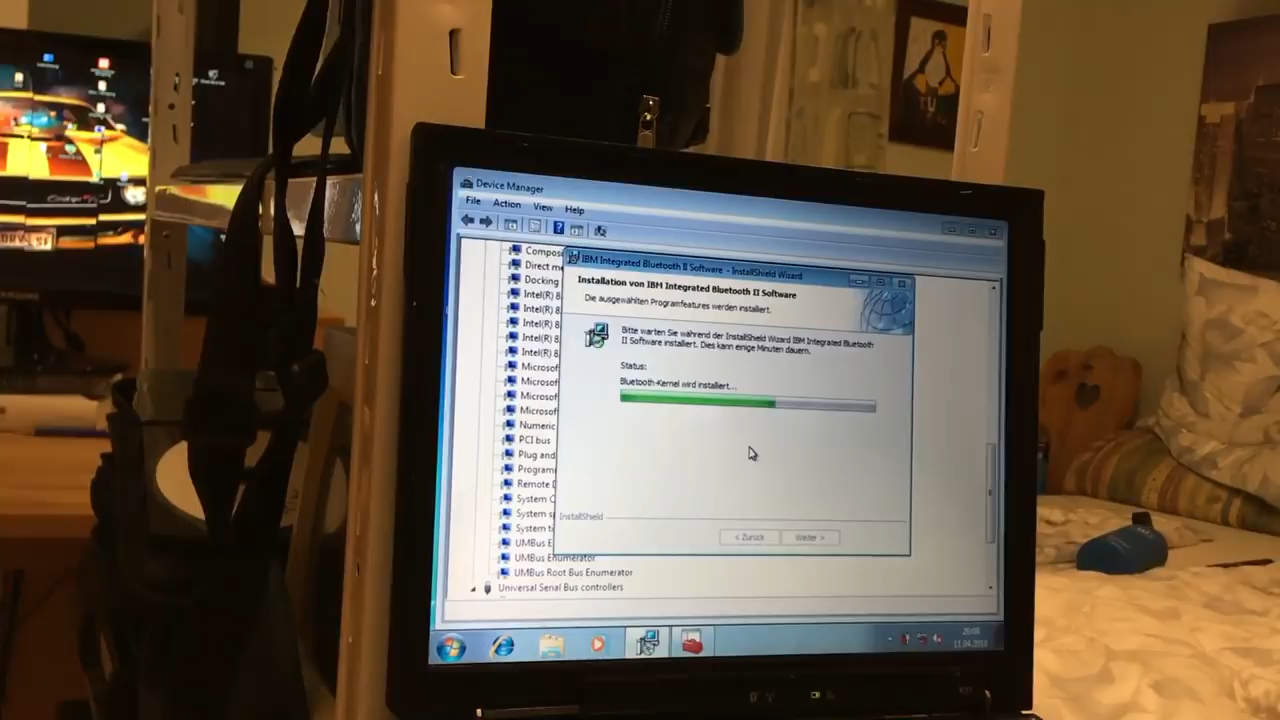 Device Manager
File Action View Help
Direct m
Docking
Intel(R) 8
Intel(R) 8
Intel(R) 8
Intel(R) 8
Intel(R) 8
Microsof
Microsof
Microsof
Microsof
Numeric
PCI bus
Plug and
Program
Remote D
System C
System s
System t
UMBus E
UMBus Enumerator
UMBus Root Bus Enumerator
Universal Serial Bus controllers
IBM Integrated Bluetooth II Software - InstallShield Wizard
Installation von IBM Integrated Bluetooth II Software
Die ausgewählten Programfeatures werden installiert.
Bitte warten Sie während der InstallShield Wizard IBM Integrated Bluetooth
II Software installiert. Dies kann einige Minuten dauern.
Status:
Bluetooth-Kernel wird installiert...
InstallShield
< Zurück
Weiter >